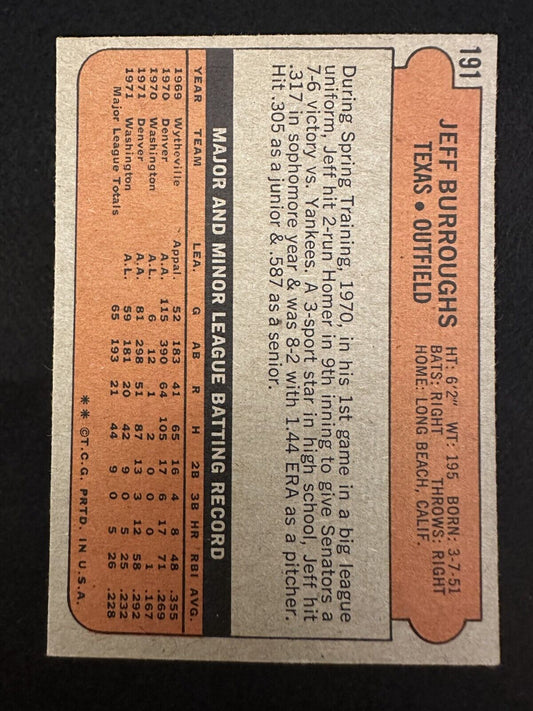 191
JEFF BURROUGHS
TEXAS • OUTFIELD
HT: 6'2" WT: 195 BORN: 3-7-51
BATS: RIGHT THROWS: RIGHT
HOME: LONG BEACH, CALIF.
During Spring Training, 1970, in his 1st game in a big league
uniform, Jeff hit 2-run Homer in 9th inning to give Senators a
7-6 victory vs. Yankees. A 3-sport star in high school, Jeff hit
.317 in sophomore year & was 8-2 with 1.44 ERA as a pitcher.
Hit .305 as a junior & .587 as a senior.
MAJOR AND MINOR LEAGUE BATTING RECORD
YEAR TEAM LEA. G AB R H 2B 3B HR RBI AVG.
1969 Wytheville Appal. 52 183 41 65 16 4 8 48 .355
1970 Denver A.A. 115 390 64 105 17 6 17 71 .269
1970 Washington A.L. 6 12 1 2 0 0 0 1 .167
1971 Denver A.A. 81 298 51 87 13 3 12 58 .292
1971 Washington A.L. 59 181 20 42 9 0 5 25 .232
Major League Totals 65 193 21 44 9 0 5 26 .228
** ©T.C.G. PRTD. IN U.S.A.